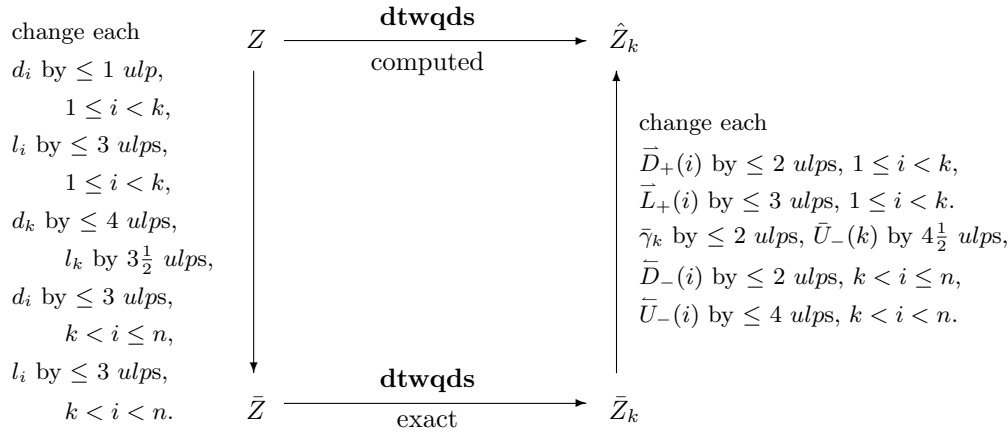 change each
d_i by ≤ 1 ulp,
1 ≤ i < k,
l_i by ≤ 3 ulps,
1 ≤ i < k,
d_k by ≤ 4 ulps,
l_k by 3½ ulps,
d_i by ≤ 3 ulps,
k < i ≤ n,
l_i by ≤ 3 ulps,
k < i < n.
Z
dtwqds
computed
Ẑ_k
change each
D⃗_+(i) by ≤ 2 ulps, 1 ≤ i < k,
L⃗_+(i) by ≤ 3 ulps, 1 ≤ i < k.
γ̄_k by ≤ 2 ulps, Ū_−(k) by 4½ ulps,
D⃖_−(i) by ≤ 2 ulps, k < i ≤ n,
U⃖_−(i) by ≤ 4 ulps, k < i < n.
Z̄
dtwqds
exact
Z̄_k